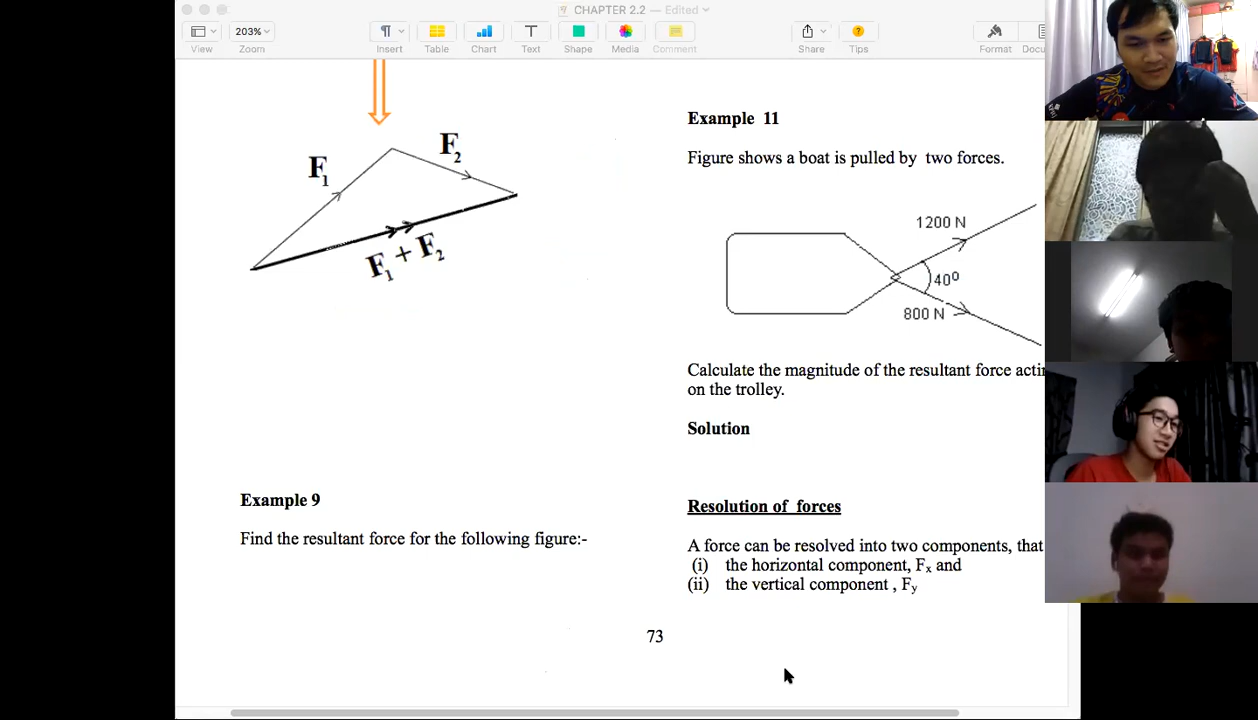 CHAPTER 2.2 — Edited
203%
View
Zoom
Insert
Table
Chart
Text
Shape
Media
Comment
Share
Tips
Format
F₁
F₂
F₁ + F₂
Example 9
Find the resultant force for the following figure:-
Example 11
Figure shows a boat is pulled by two forces.
1200 N
40⁰
800 N
Calculate the magnitude of the resultant force acti
on the trolley.
Solution
Resolution of forces
A force can be resolved into two components, that
(i) the horizontal component, Fₓ and
(ii) the vertical component , Fy
73